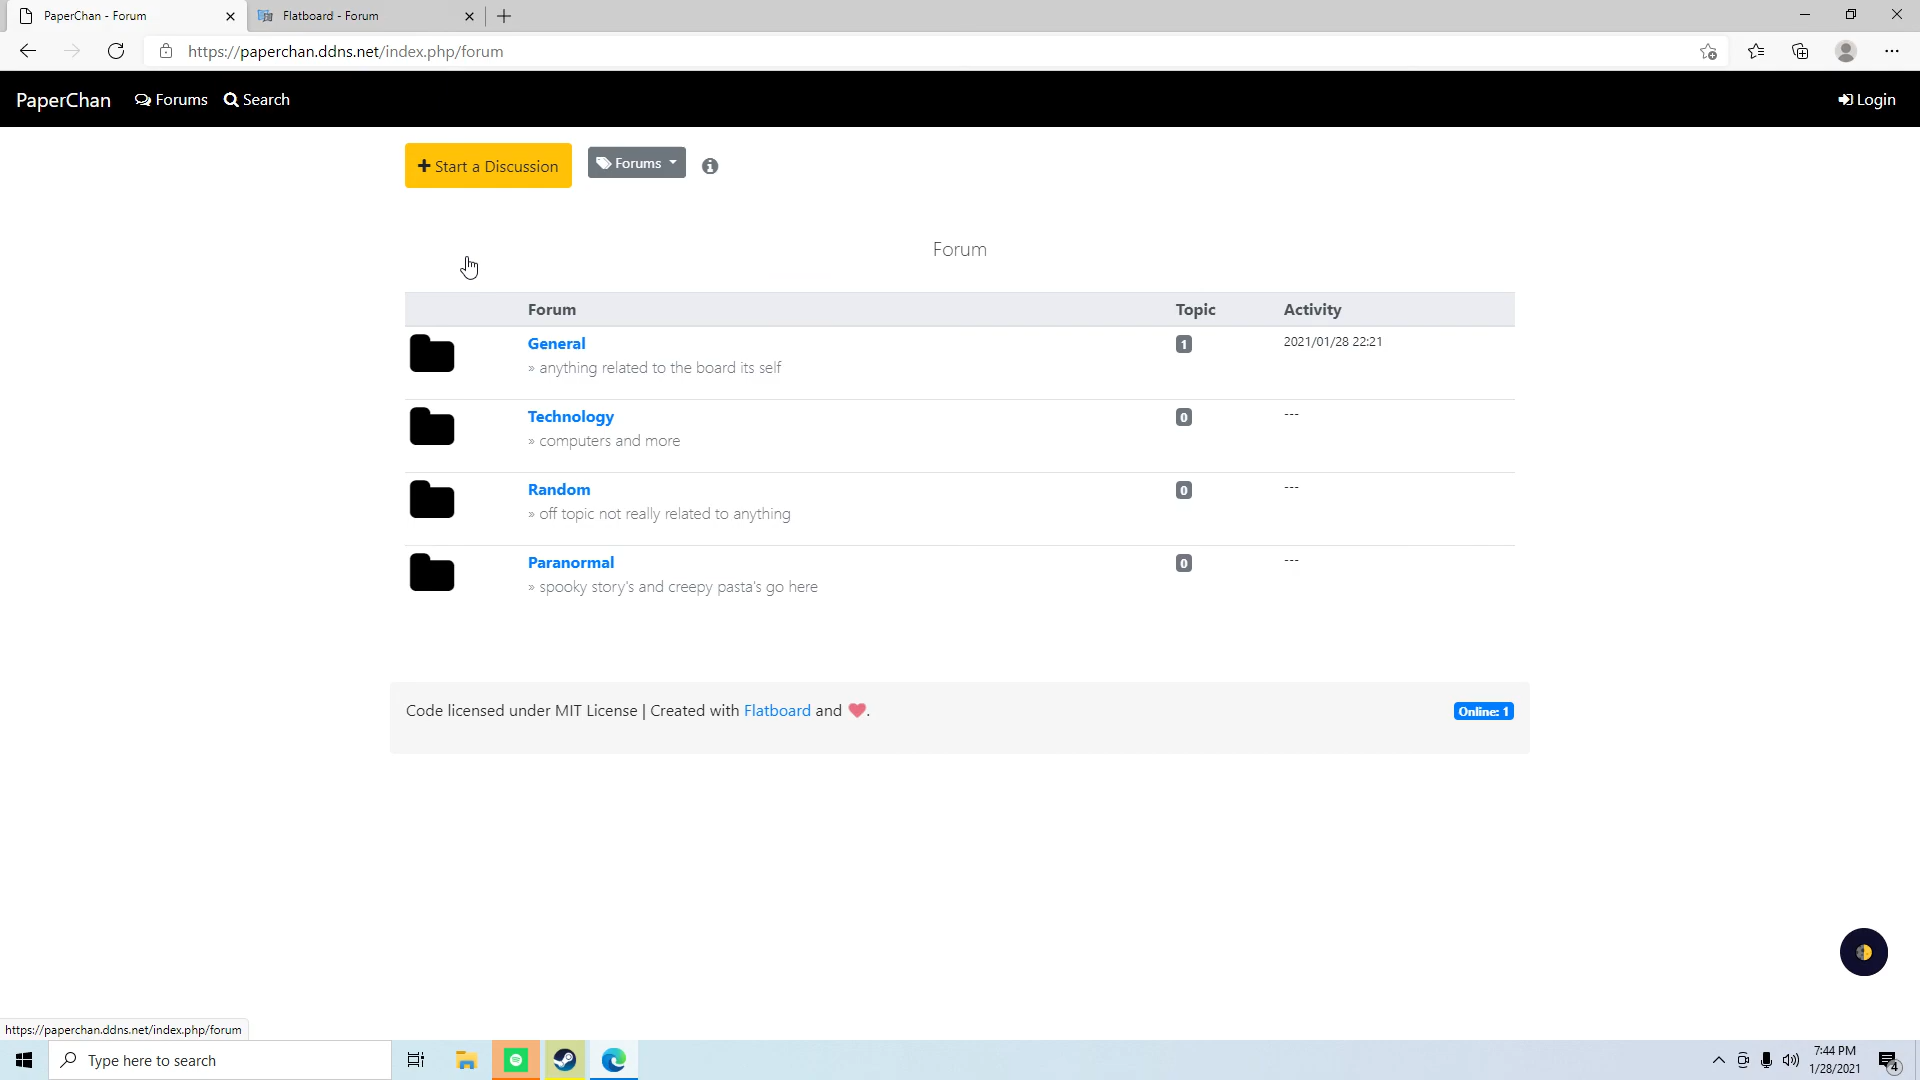 PaperChan - Forum
Flatboard - Forum
https://paperchan.ddns.net/index.php/forum
PaperChan Forums Search Login
Start a Discussion Forums
Forum
Forum Topic Activity
General 1 2021/01/28 22:21
» anything related to the board its self
Technology 0 ---
» computers and more
Random 0 ---
» off topic not really related to anything
Paranormal 0 ---
» spooky story's and creepy pasta's go here
Code licensed under MIT License | Created with Flatboard and ❤. Online: 1
https://paperchan.ddns.net/index.php/forum
Type here to search
7:44 PM
1/28/2021
4